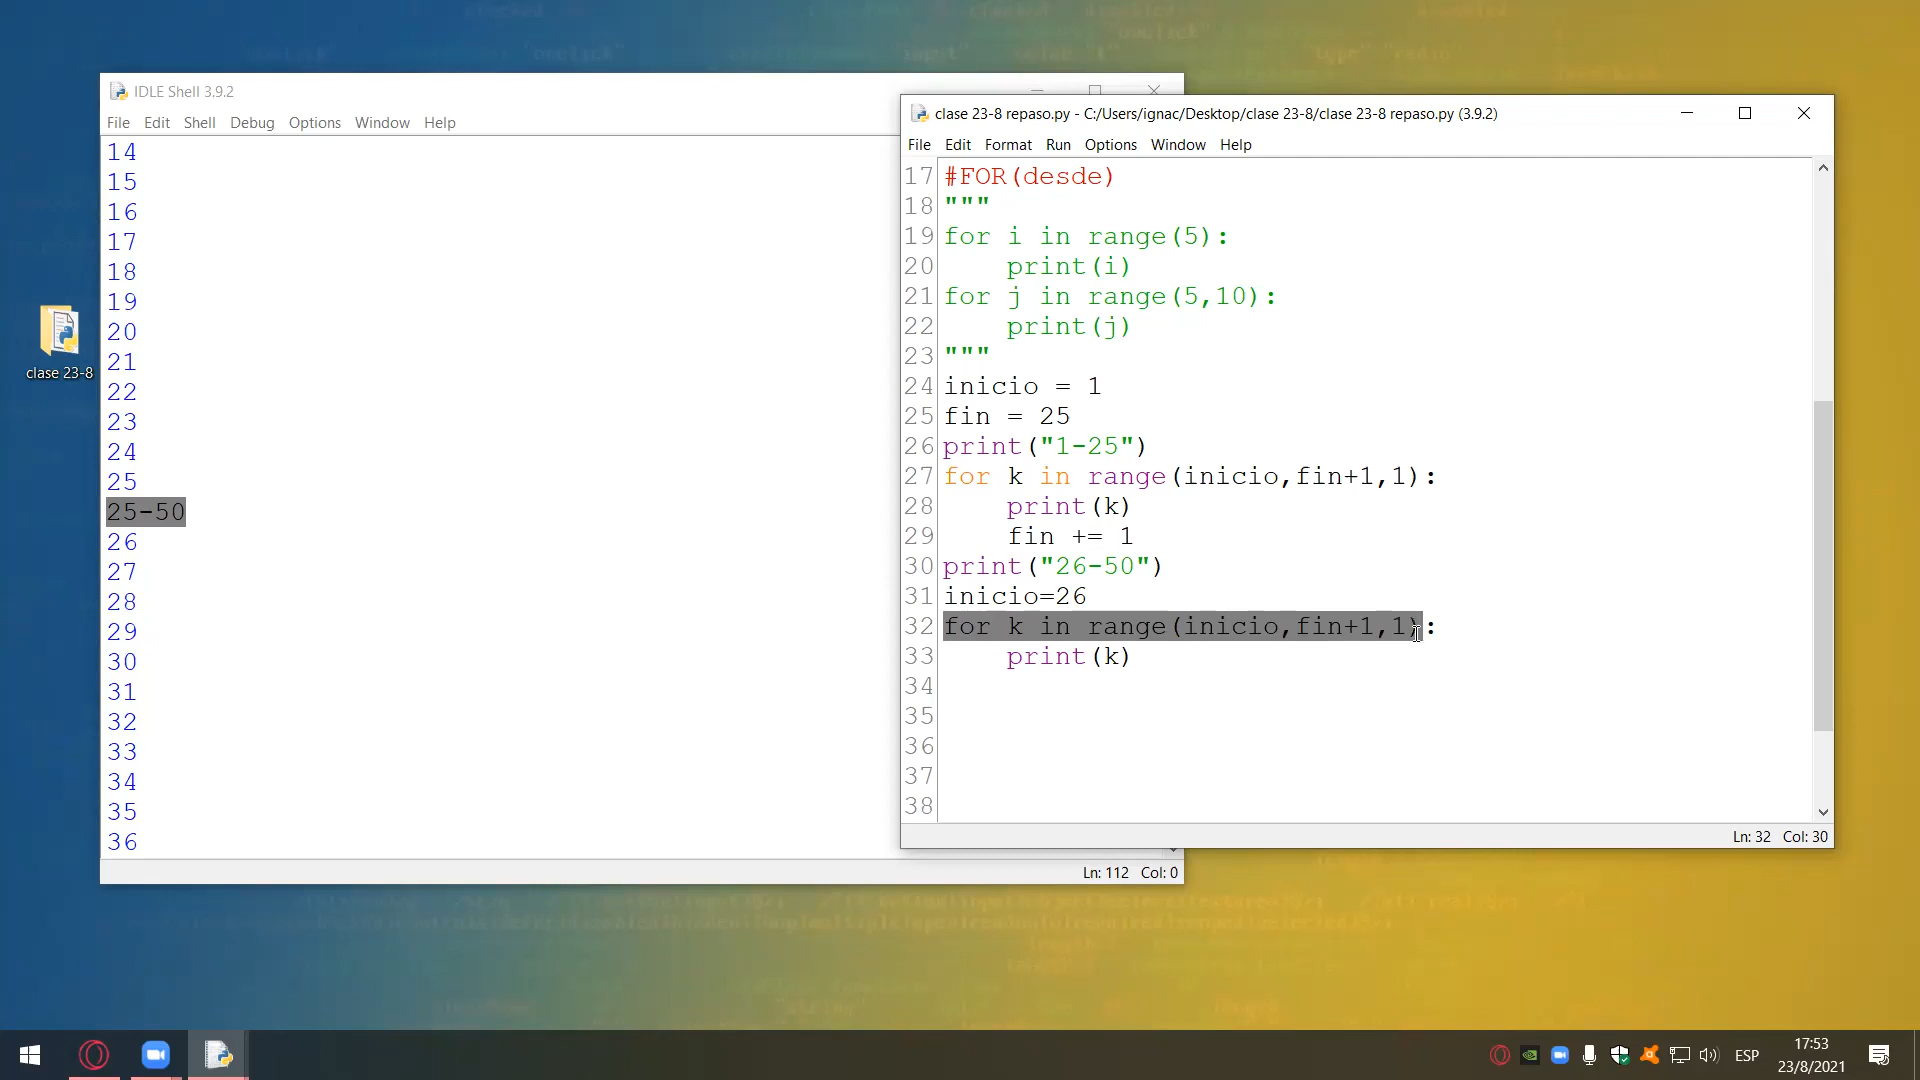 IDLE Shell 3.9.2
File Edit Shell Debug Options Window Help
14
15
16
17
18
19
20
21
22
23
24
25
25-50
26
27
28
29
30
31
32
33
34
35
36
Ln: 112 Col: 0
clase 23-8
clase 23-8 repaso.py - C:/Users/ignac/Desktop/clase 23-8/clase 23-8 repaso.py (3.9.2)
File Edit Format Run Options Window Help
17 #FOR(desde)
18 """
19 for i in range(5):
20     print(i)
21 for j in range(5,10):
22     print(j)
23 """
24 inicio = 1
25 fin = 25
26 print("1-25")
27 for k in range(inicio,fin+1,1):
28     print(k)
29     fin += 1
30 print("26-50")
31 inicio=26
32 for k in range(inicio,fin+1,1):
33     print(k)
34
35
36
37
38
Ln: 32 Col: 30
ESP
17:53
23/8/2021